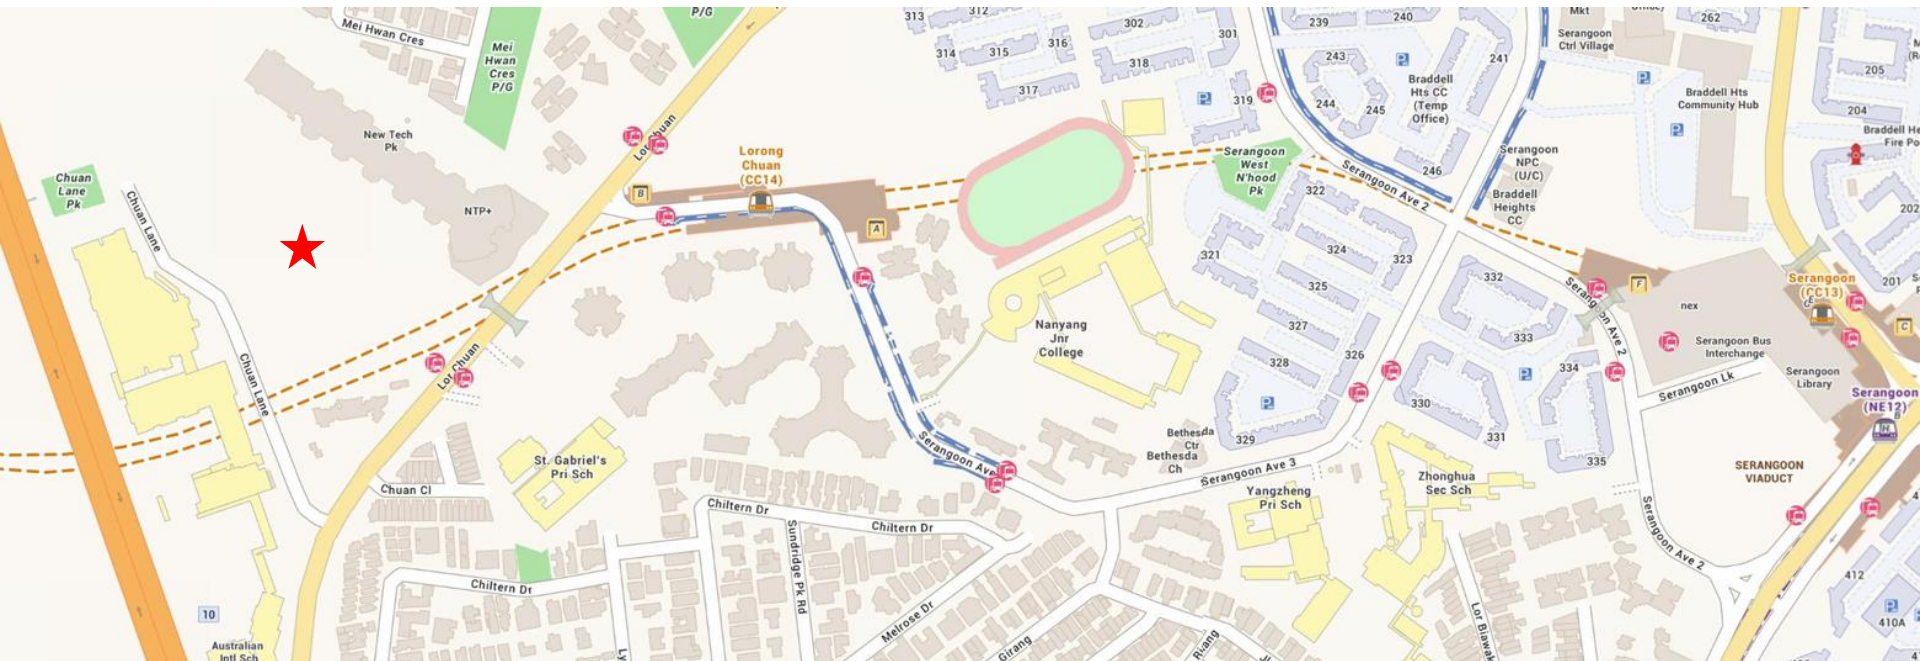 Mei Hwan Cres
Mei
Hwan
Cres
P/G
P/G
New Tech
Pk
NTP+
Chuan
Lane
Pk
Chuan Lane
Chuan Lane
Lor Chuan
Lorong
Chuan
(CC14)
B
A
Lor Chuan
St. Gabriel's
Pri Sch
Chuan Cl
10
Australian
Intl Sch
Chiltern Dr
Chiltern Dr
Chiltern Dr
Sundridge Pk Rd
Melrose Dr
Girang
Riyang
Ly
Nanyang
Jnr
College
Serangoon Ave
Bethesda
Ctr
Bethesda
Ch
Serangoon Ave 3
Yangzheng
Pri Sch
Zhonghua
Sec Sch
313
312
314
315
316
317
302
301
318
319
Serangoon
West
N'hood
Pk
322
321
324
323
325
327
328
326
329
239
240
243
241
244
245
246
Braddell
Hts CC
(Temp
Office)
Serangoon Ave 2
Serangoon
NPC
(U/C)
Braddell
Heights
CC
Mkt
Serangoon
Ctrl Village
262
Braddell Hts
Community Hub
205
204
Braddell He
Fire Po
202
201
332
333
334
330
331
335
Serangoon Ave 2
F
nex
Serangoon Bus
Interchange
Serangoon Lk
Serangoon
Library
Serangoon
(CC13)
E
C
Serangoon
(NE12)
SERANGOON
VIADUCT
Serangoon Ave 2
Lor Biawak
412
410A